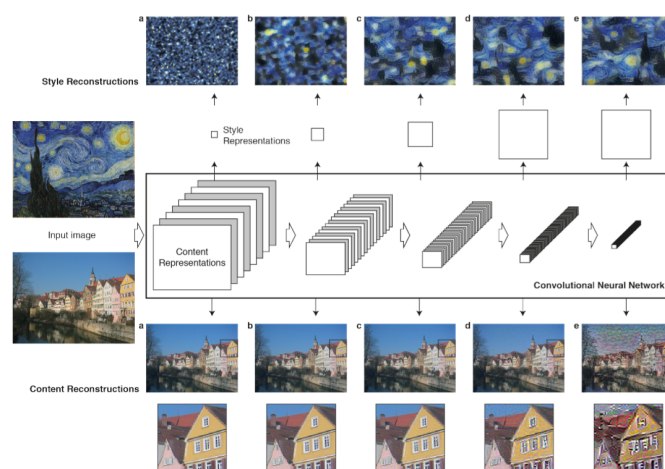 a b c d e
Style Reconstructions
Style
Representations
Input image
Content
Representations
Convolutional Neural Network
a b c d e
Content Reconstructions